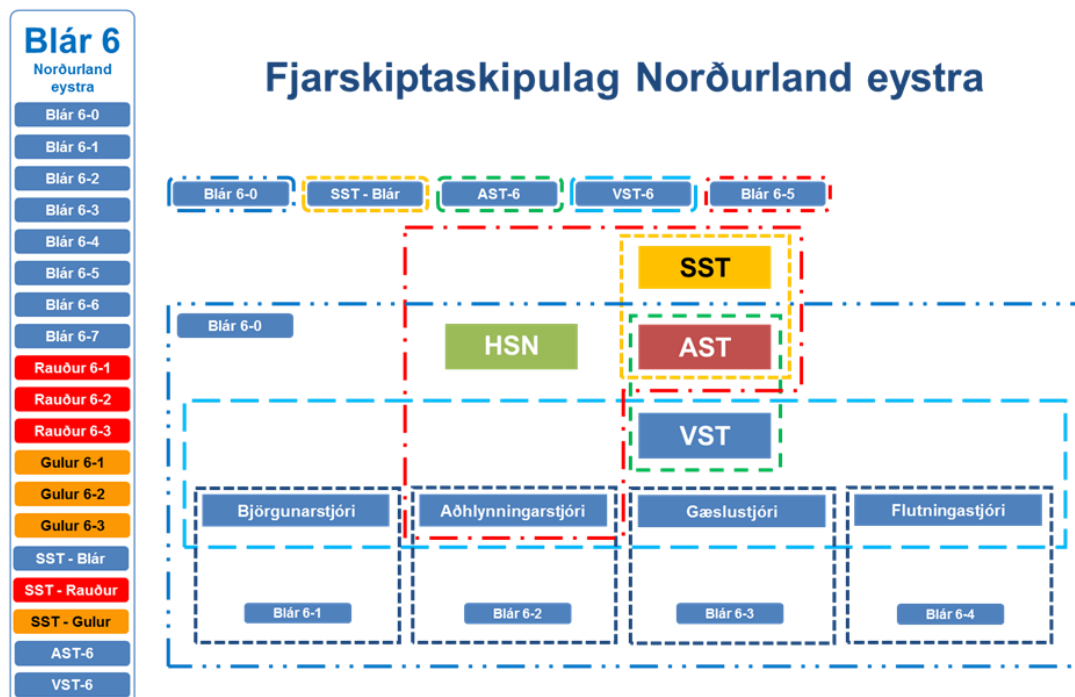 Blár 6
Norðurland
eystra
Blár 6-0
Blár 6-1
Blár 6-2
Blár 6-3
Blár 6-4
Blár 6-5
Blár 6-6
Blár 6-7
Rauður 6-1
Rauður 6-2
Rauður 6-3
Gulur 6-1
Gulur 6-2
Gulur 6-3
SST - Blár
SST - Rauður
SST - Gulur
AST-6
VST-6
Fjarskiptaskipulag Norðurland eystra
Blár 6-0 SST - Blár AST-6 VST-6 Blár 6-5
SST
Blár 6-0
HSN AST
VST
Björgunarstjóri Aðhlynningarstjóri Gæslustjóri Flutningastjóri
Blár 6-1 Blár 6-2 Blár 6-3 Blár 6-4